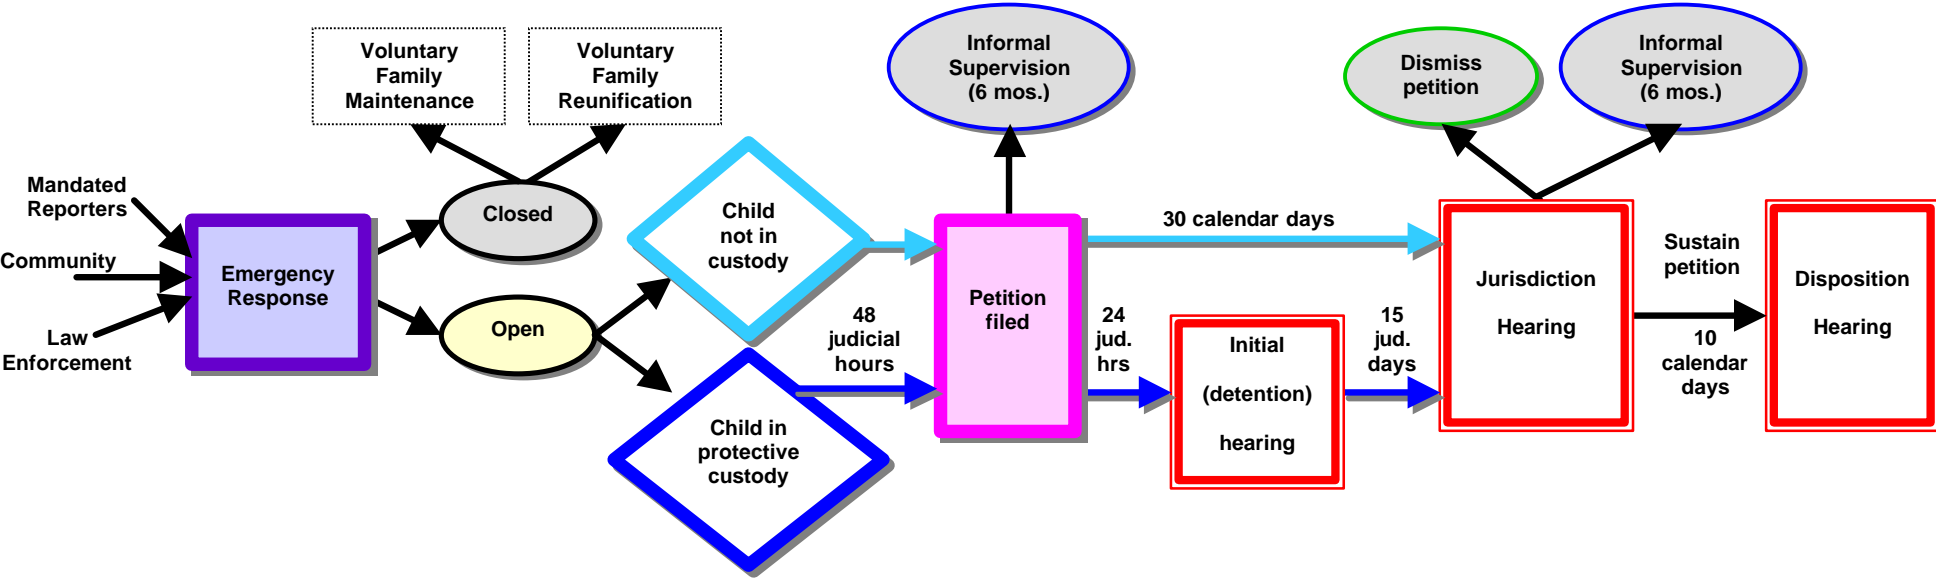 Voluntary
Family
Maintenance
Voluntary
Family
Reunification
Informal
Supervision
(6 mos.)
Dismiss
petition
Informal
Supervision
(6 mos.)
Mandated
Reporters
Community
Law
Enforcement
Emergency
Response
Closed
Open
Child
not in
custody
Child in
protective
custody
48
judicial
hours
Petition
filed
30 calendar days
24
jud.
hrs
Initial
(detention)
hearing
15
jud.
days
Jurisdiction
Hearing
Sustain
petition
10
calendar
days
Disposition
Hearing